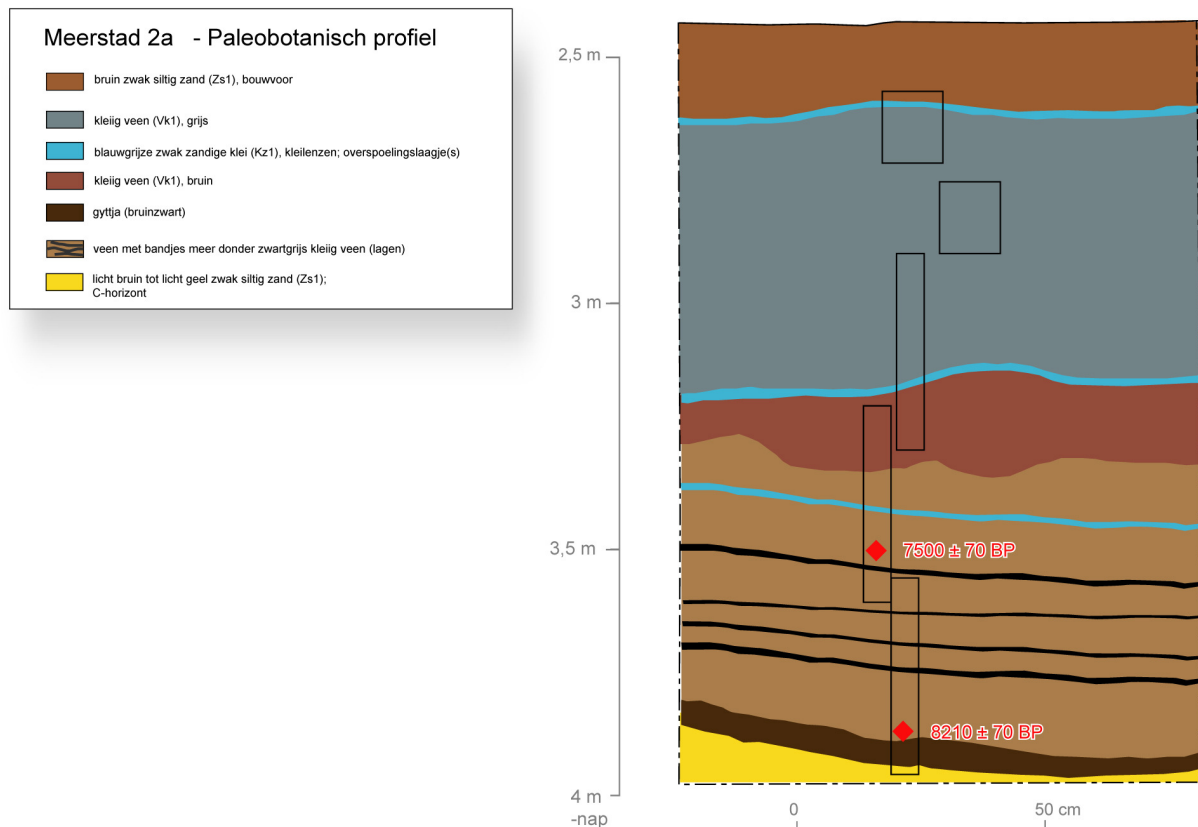 Meerstad 2a - Paleobotanisch profiel
bruin zwak siltig zand (Zs1), bouwvoor
kleiig veen (Vk1), grijs
blauwgrijze zwak zandige klei (Kz1), kleilenzen; overspoelingslaagje(s)
kleiig veen (Vk1), bruin
gyttja (bruinzwart)
veen met bandjes meer donder zwartgrijs kleiig veen (lagen)
licht bruin tot licht geel zwak siltig zand (Zs1);
C-horizont
2,5 m
3 m
3,5 m
7500 ± 70 BP
8210 ± 70 BP
4 m
-nap
0
50 cm